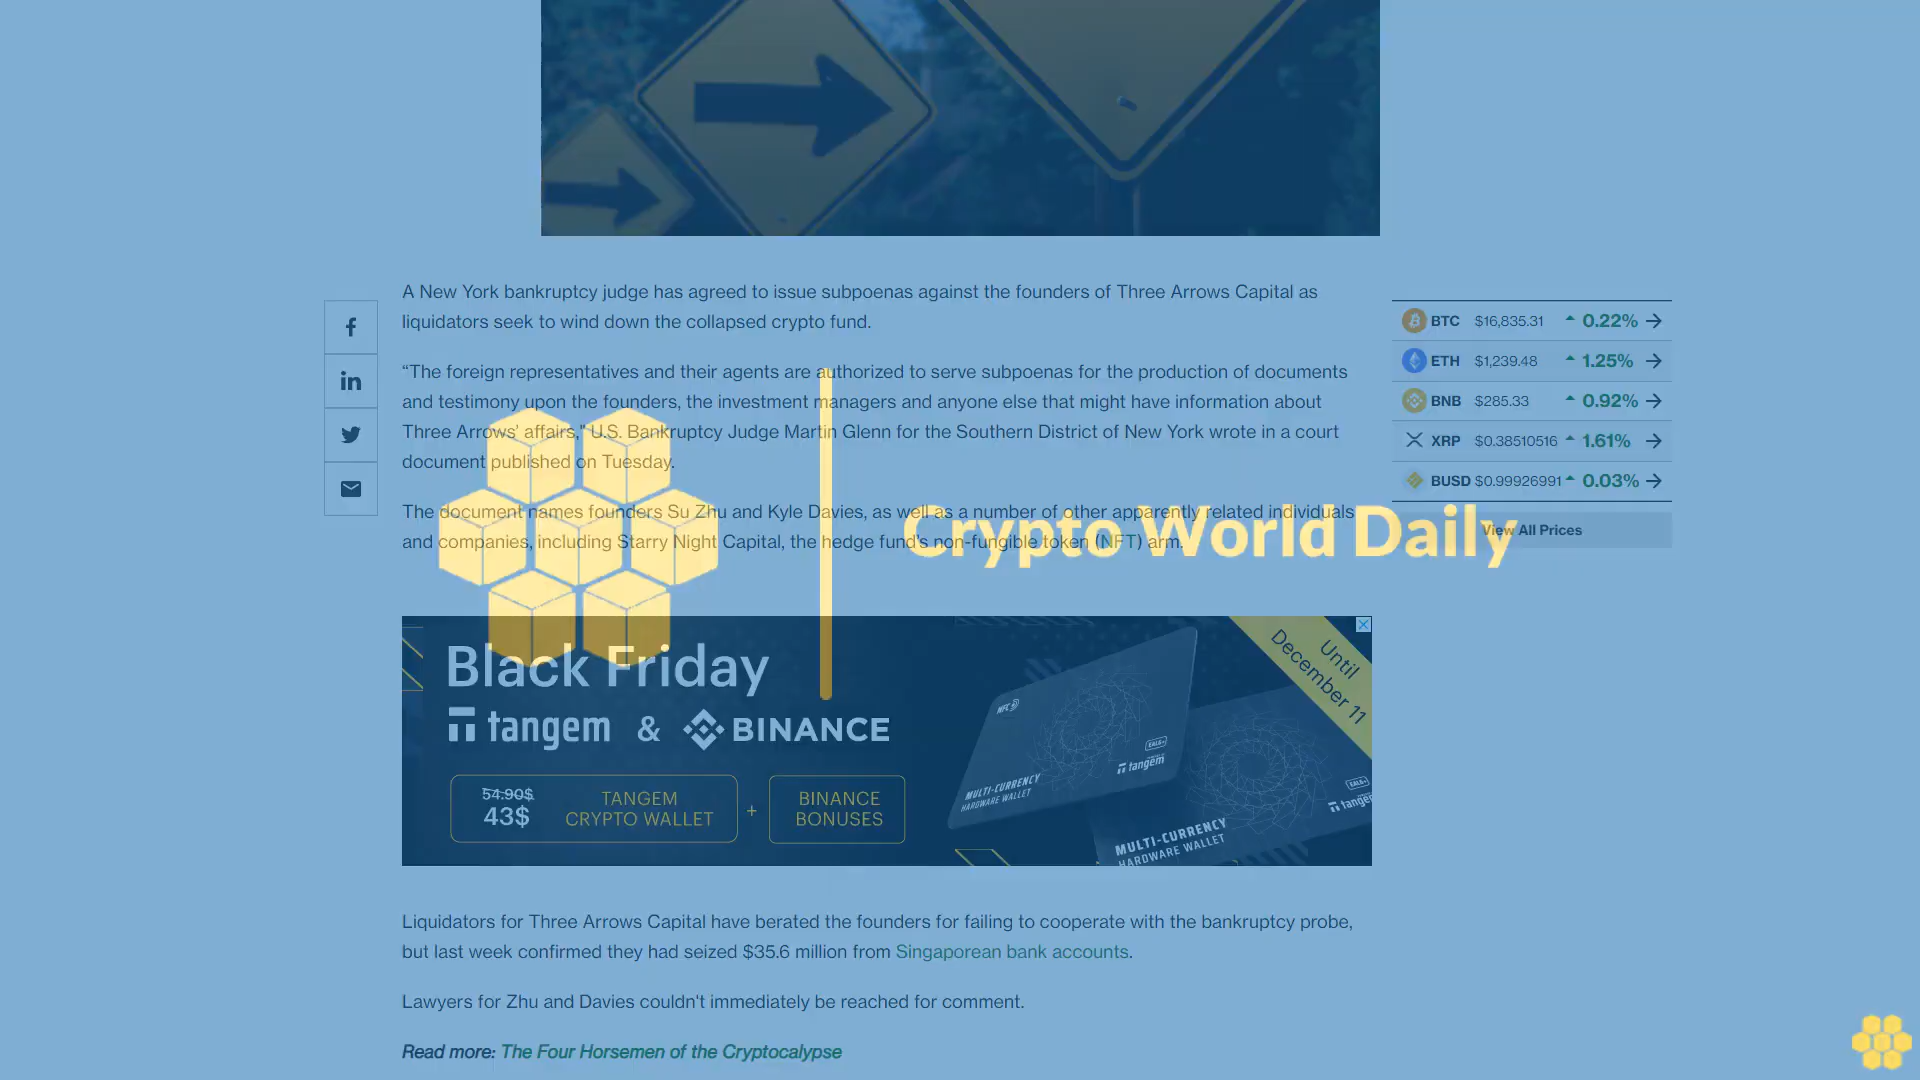 A New York bankruptcy judge has agreed to issue subpoenas against the founders of Three Arrows Capital as
liquidators seek to wind down the collapsed crypto fund.
“The foreign representatives and their agents are authorized to serve subpoenas for the production of documents
and testimony upon the founders, the investment managers and anyone else that might have information about
Three Arrows’ affairs,” U.S. Bankruptcy Judge Martin Glenn for the Southern District of New York wrote in a court
document published on Tuesday.
The document names founders Su Zhu and Kyle Davies, as well as a number of other apparently related individuals
and companies, including Starry Night Capital, the hedge fund’s non-fungible token (NFT) arm.
BTC $16,835.31 0.22%
ETH $1,239.48 1.25%
BNB $285.33 0.92%
XRP $0.38510516 1.61%
BUSD $0.99926991 0.03%
View All Prices
Crypto World Daily
Black Friday
tangem & BINANCE
54.90$
43$
TANGEM
CRYPTO WALLET
+
BINANCE
BONUSES
NFC
MULTI-CURRENCY
HARDWARE WALLET
EAL6+
tangem
MULTI-CURRENCY
HARDWARE WALLET
EAL6+
tangem
Until
December 11
Liquidators for Three Arrows Capital have berated the founders for failing to cooperate with the bankruptcy probe,
but last week confirmed they had seized $35.6 million from Singaporean bank accounts.
Lawyers for Zhu and Davies couldn't immediately be reached for comment.
Read more: The Four Horsemen of the Cryptocalypse